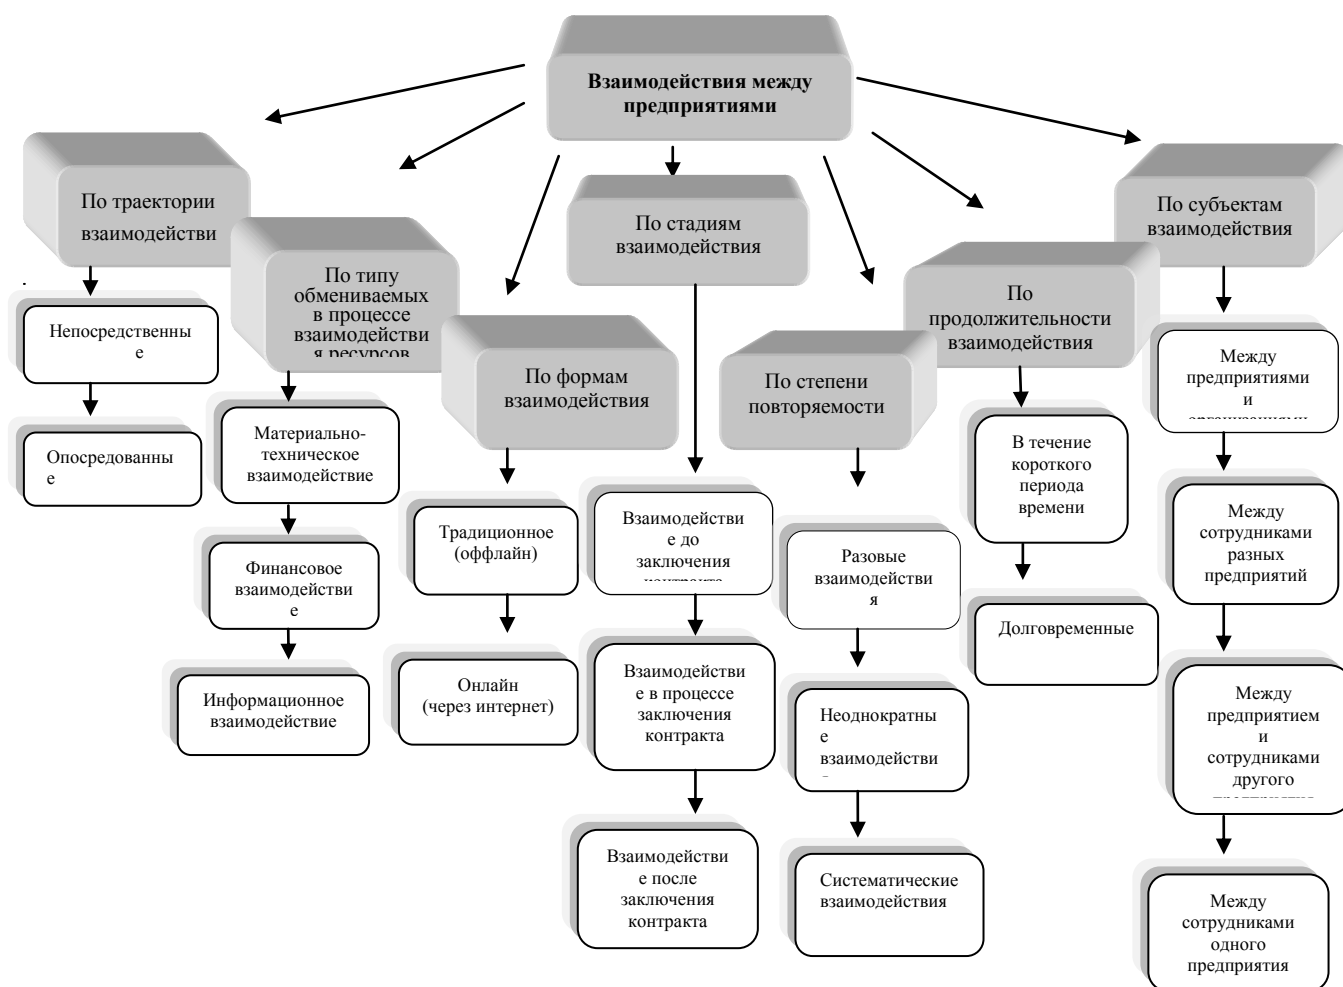 Взаимодействия между
предприятиями
По траектории
взаимодействи
Непосредственны
е
Опосредованны
е
По типу
обмениваемых
в процессе
взаимодействи
я ресурсов
Материально-
техническое
взаимодействие
Финансовое
взаимодействи
е
Информационное
взаимодействие
По формам
взаимодействия
Традиционное
(оффлайн)
Онлайн
(через интернет)
По стадиям
взаимодействия
Взаимодействи
е до
заключения
контракта
Взаимодействи
е в процессе
заключения
контракта
Взаимодействи
е после
заключения
контракта
По степени
повторяемости
Разовые
взаимодействи
я
Неоднократны
е
взаимодействи
Систематические
взаимодействия
По
продолжительности
взаимодействия
В течение
короткого
периода
времени
Долговременные
По субъектам
взаимодействия
Между
предприятиями
и
организациями
Между
сотрудниками
разных
предприятий
Между
предприятием
и
сотрудниками
другого
Между
сотрудниками
одного
предприятия